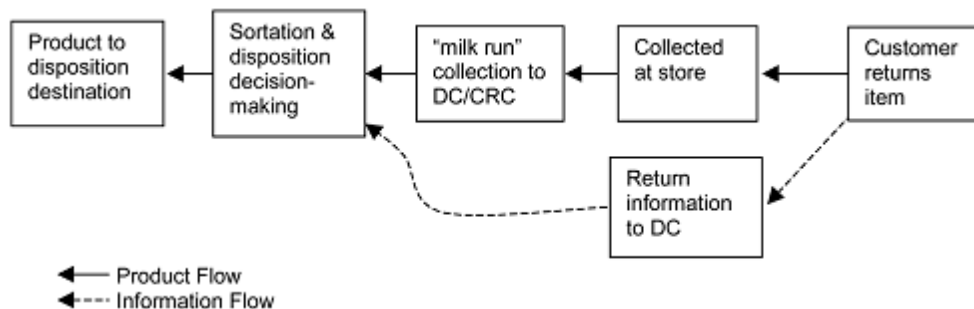 Product to
disposition
destination
Sortation &
disposition
decision-
making
“milk run”
collection to
DC/CRC
Collected
at store
Customer
returns
item
Return
information
to DC
Product Flow
Information Flow